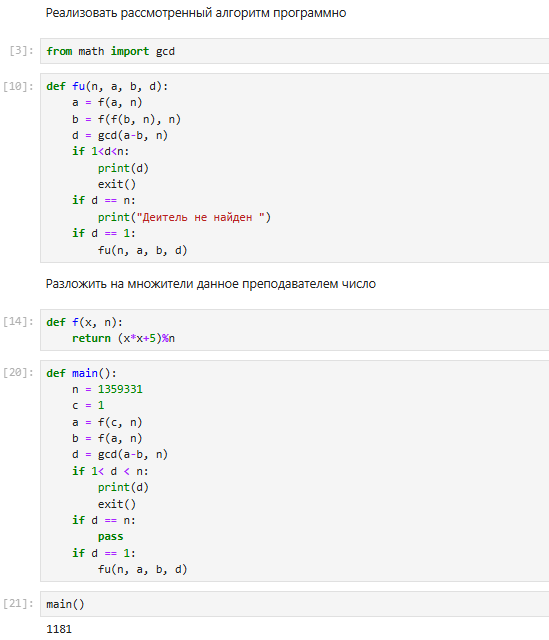 Реализовать рассмотренный алгоритм программно
[3]: from math import gcd
[10]: def fu(n, a, b, d):
    a = f(a, n)
    b = f(f(b, n), n)
    d = gcd(a-b, n)
    if 1<d<n:
        print(d)
        exit()
    if d == n:
        print("Деитель не найден ")
    if d == 1:
        fu(n, a, b, d)
Разложить на множители данное преподавателем число
[14]: def f(x, n):
    return (x*x+5)%n
[20]: def main():
    n = 1359331
    c = 1
    a = f(c, n)
    b = f(a, n)
    d = gcd(a-b, n)
    if 1< d < n:
        print(d)
        exit()
    if d == n:
        pass
    if d == 1:
        fu(n, a, b, d)
[21]: main()
1181